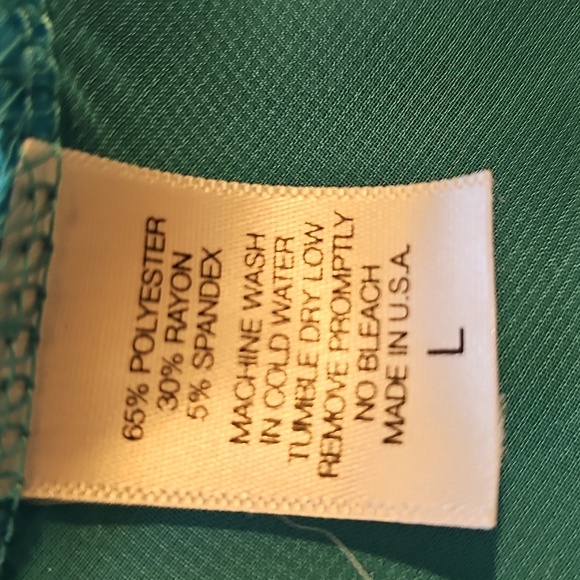 65% POLYESTER
30% RAYON
5% SPANDEX
MACHINE WASH
IN COLD WATER
TUMBLE DRY LOW
REMOVE PROMPTLY
NO BLEACH
MADE IN U.S.A.
L